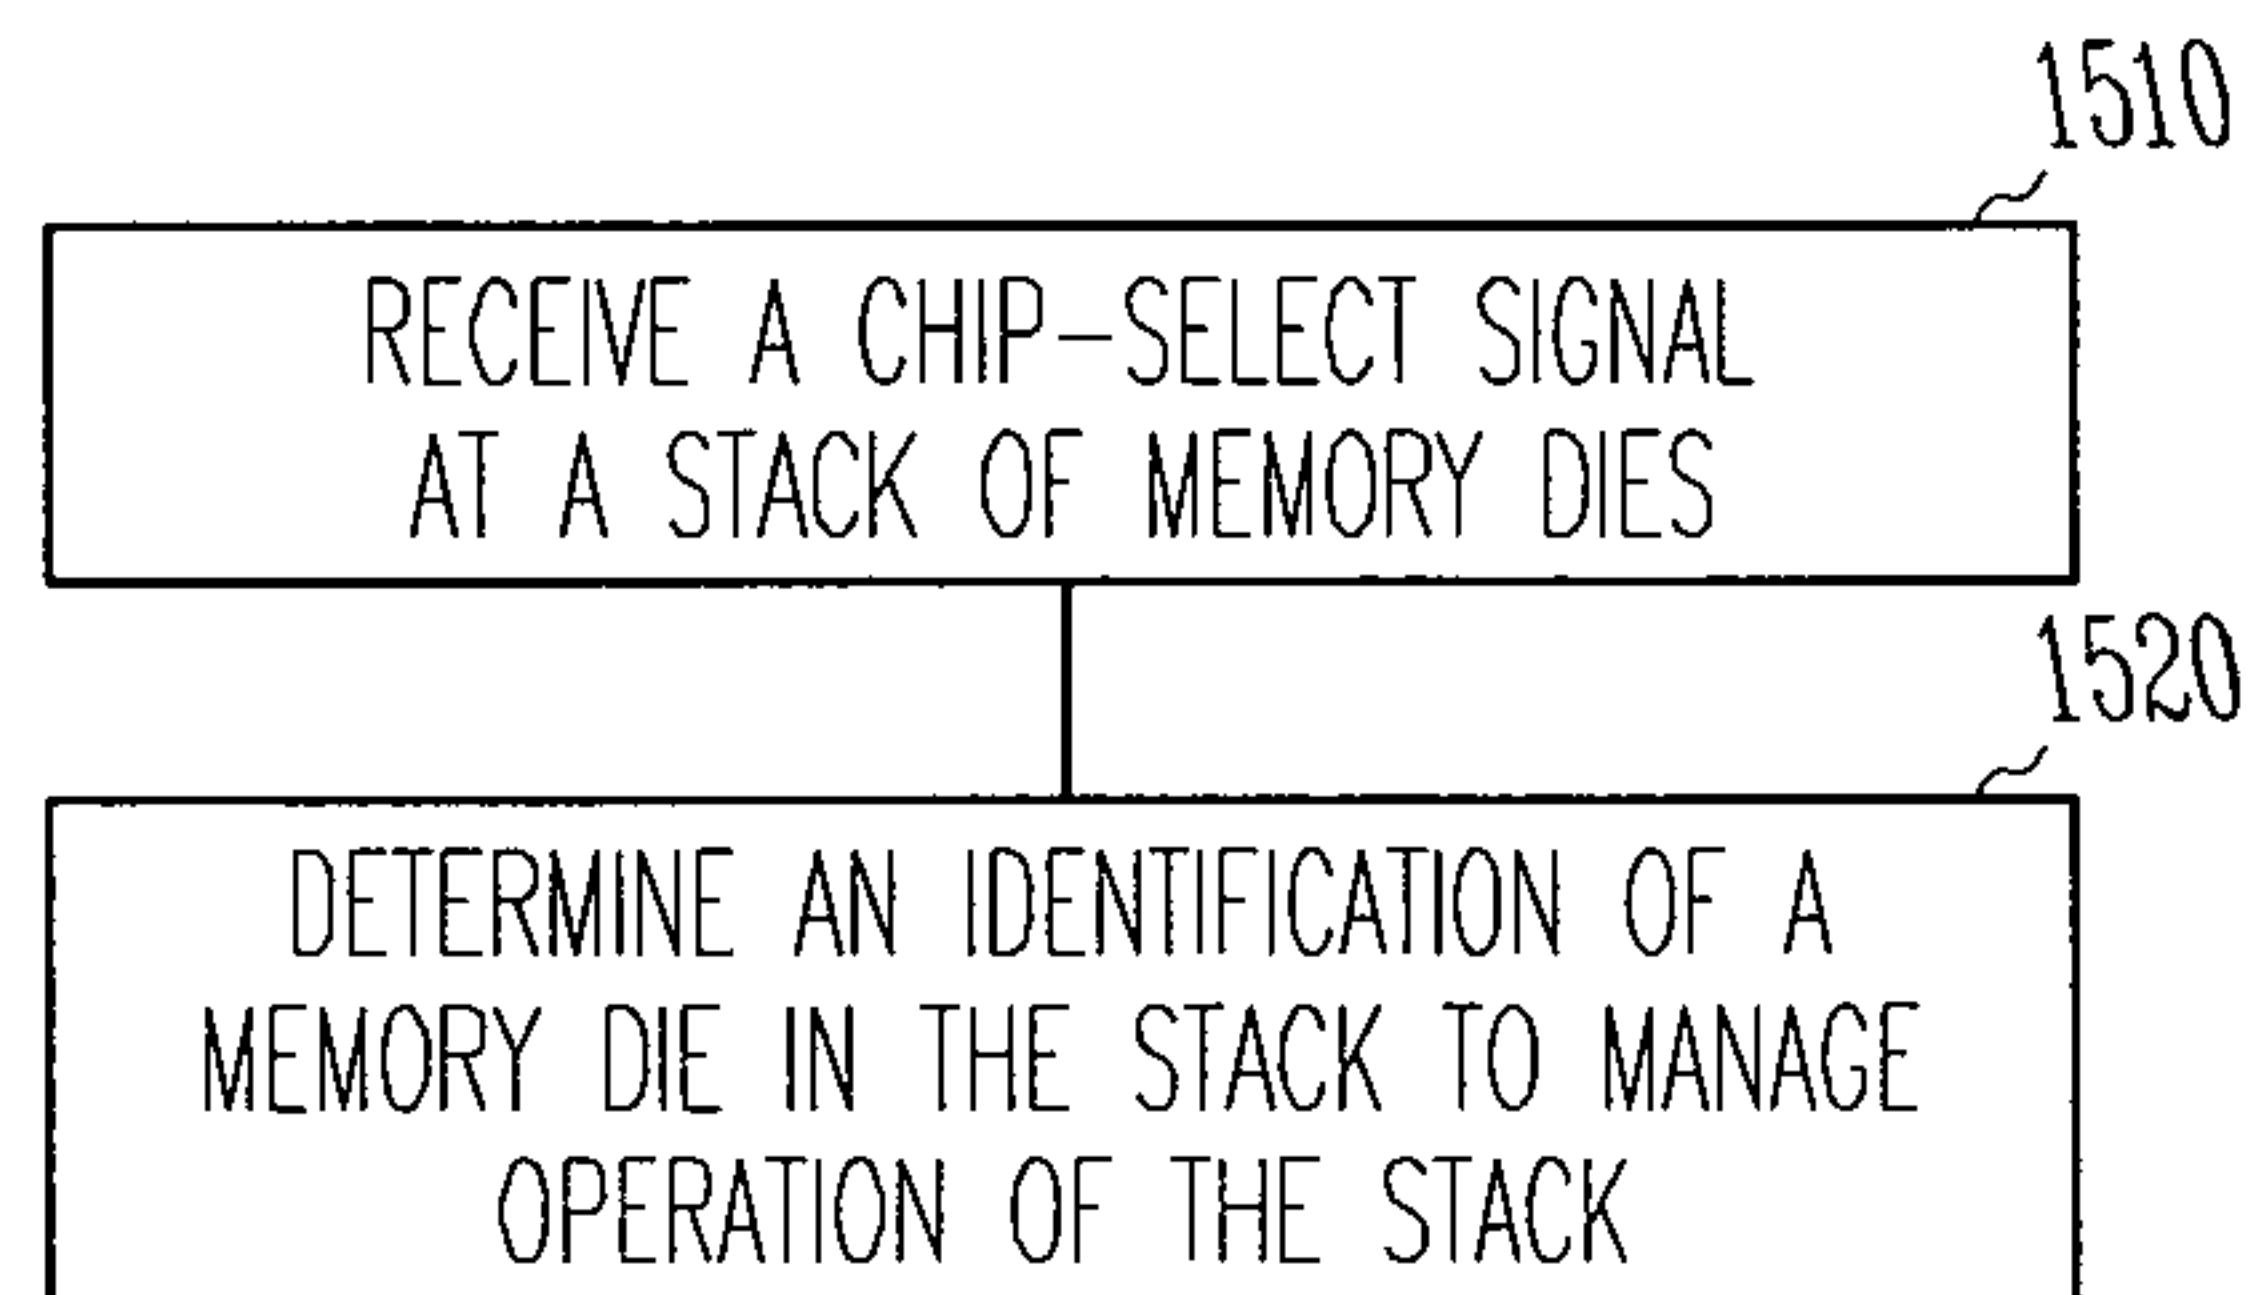 1510
RECEIVE A CHIP-SELECT SIGNAL
AT A STACK OF MEMORY DIES
1520
DETERMINE AN IDENTIFICATION OF A
MEMORY DIE IN THE STACK TO MANAGE
OPERATION OF THE STACK